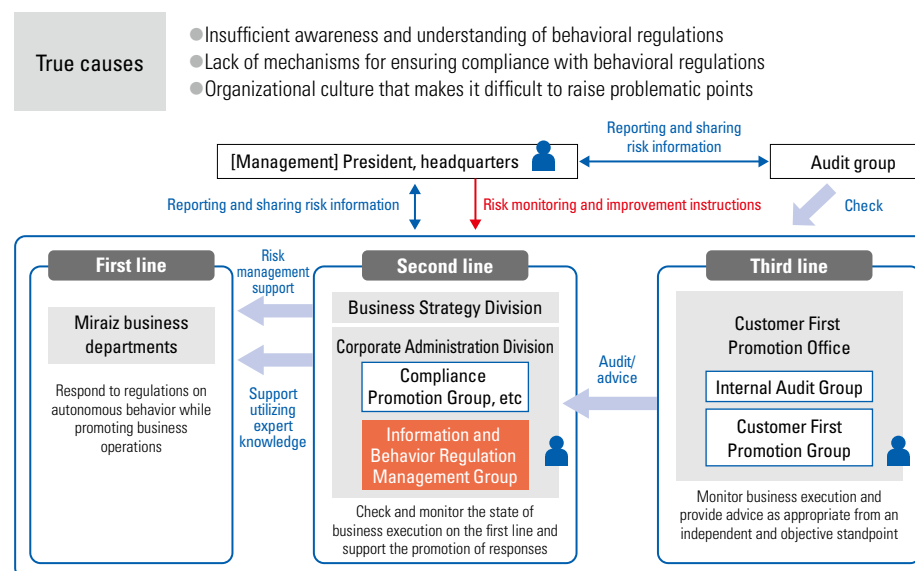 True causes
●Insufficient awareness and understanding of behavioral regulations
●Lack of mechanisms for ensuring compliance with behavioral regulations
●Organizational culture that makes it difficult to raise problematic points
[Management] President, headquarters
Reporting and sharing
risk information
Audit group
Reporting and sharing risk information
Risk monitoring and improvement instructions
Check
First line
Miraiz business
departments
Respond to regulations on
autonomous behavior while
promoting business
operations
Risk
management
support
Support
utilizing
expert
knowledge
Second line
Business Strategy Division
Corporate Administration Division
Compliance
Promotion Group, etc
Information and
Behavior Regulation
Management Group
Check and monitor the state of
business execution on the first line and
support the promotion of responses
Audit/
advice
Third line
Customer First
Promotion Office
Internal Audit Group
Customer First
Promotion Group
Monitor business execution and
provide advice as appropriate from an
independent and objective standpoint